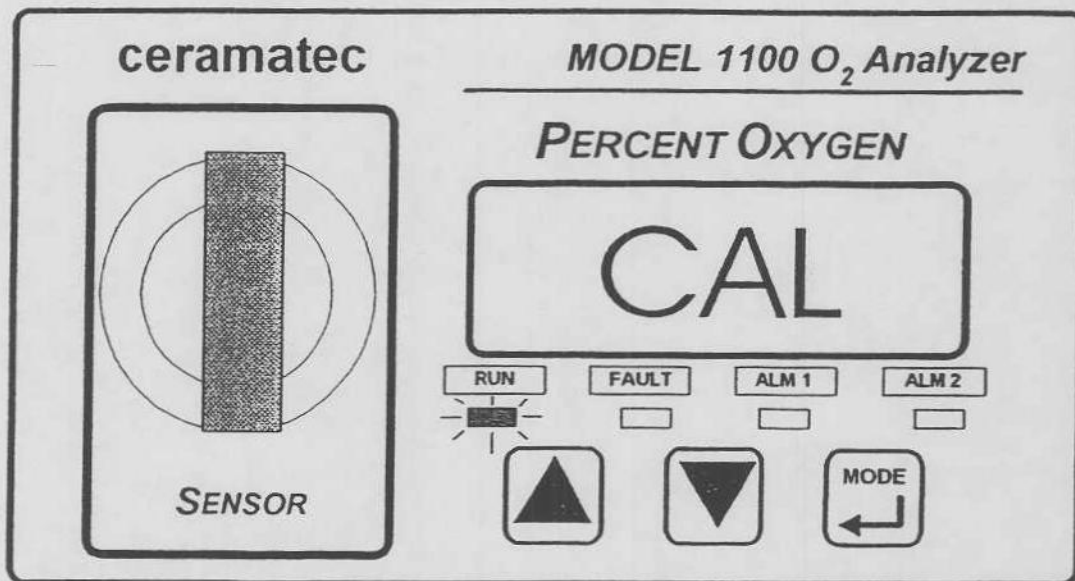 ceramatec
MODEL 1100 O₂ Analyzer
PERCENT OXYGEN
CAL
RUN FAULT ALM 1 ALM 2
MODE
SENSOR